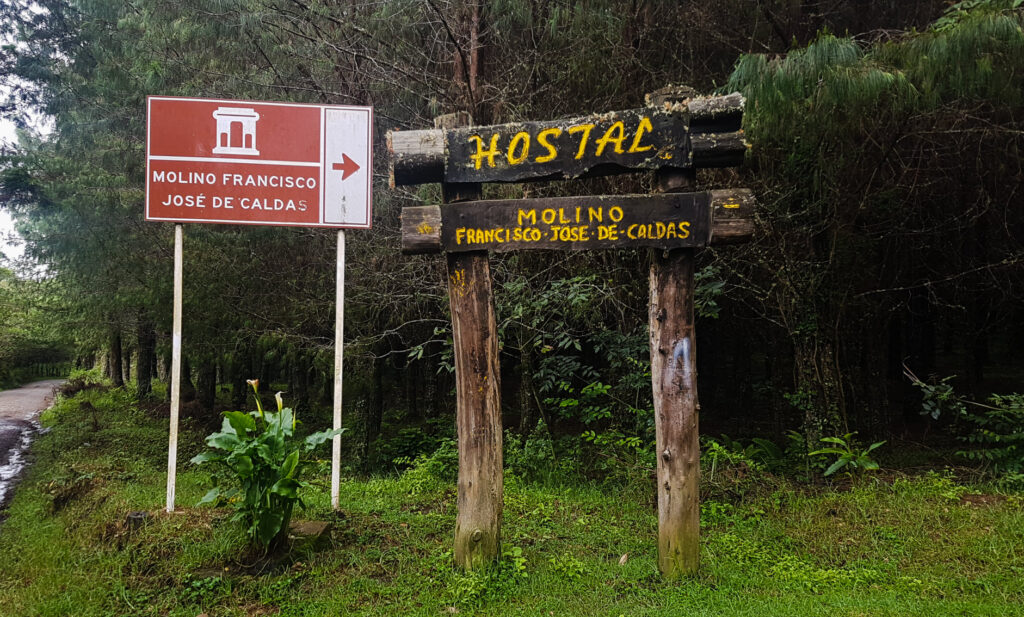 MOLINO FRANCISCO
JOSÉ DE CALDAS
HOSTAL
MOLINO
FRANCISCO-JOSE-DE-CALDAS